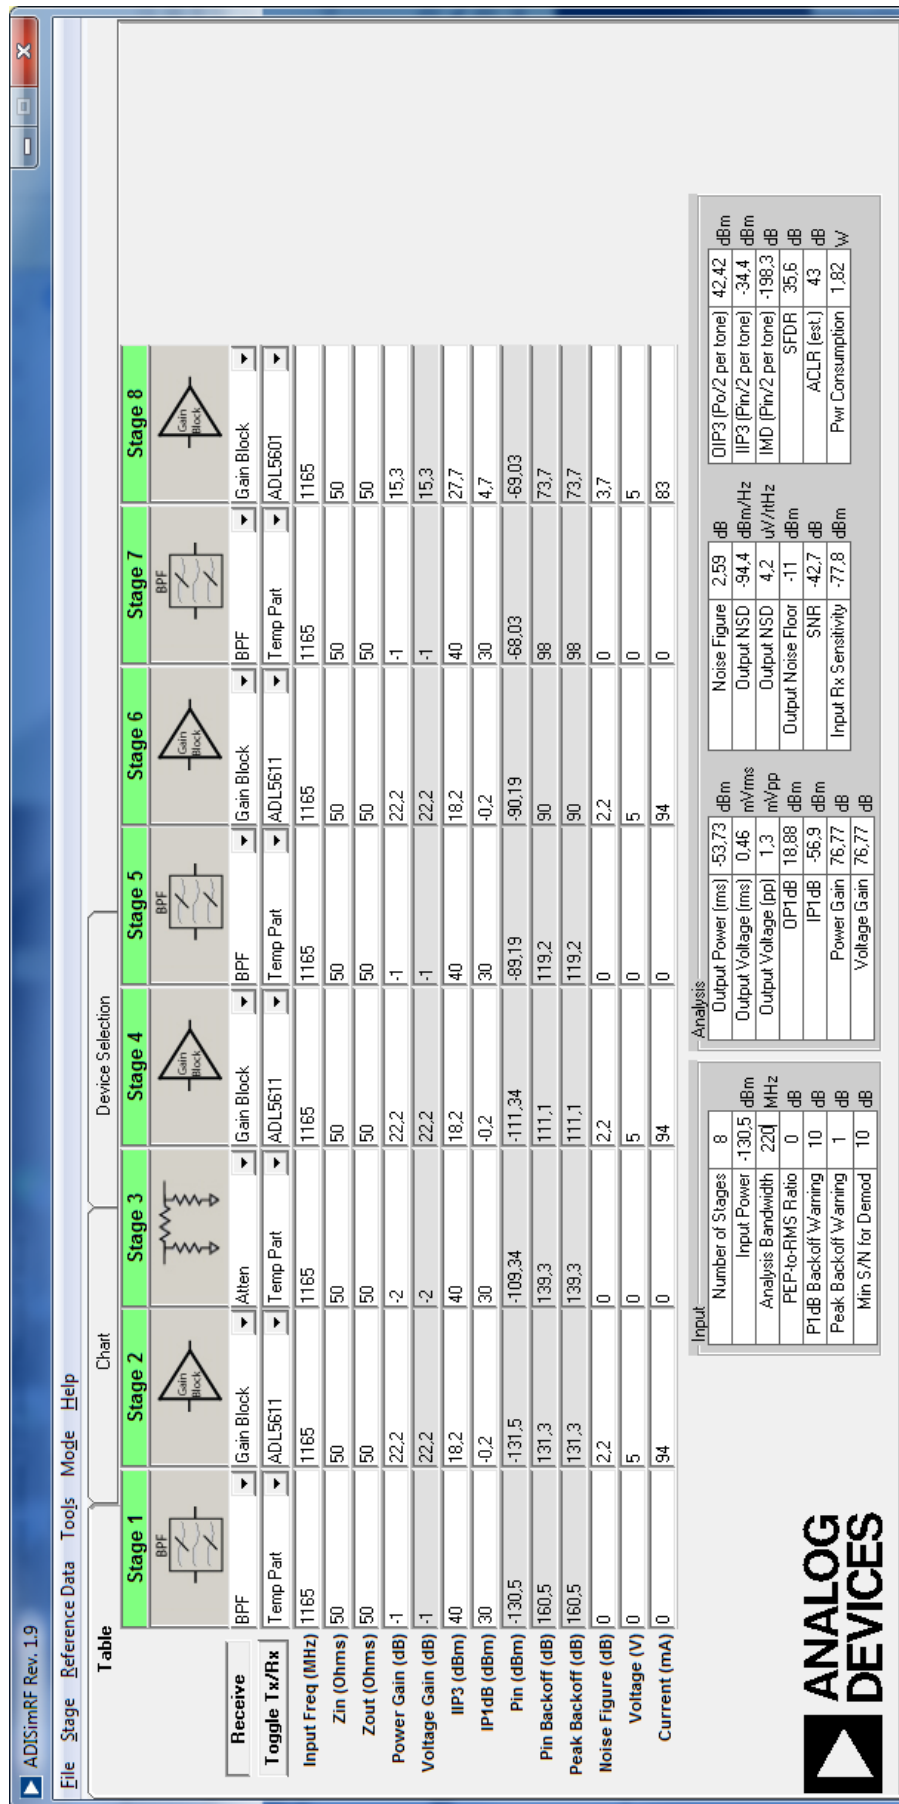 ADISimRF Rev. 1.9
File Stage Reference Data Tools Mode Help
Table Chart Device Selection
Stage 1 Stage 2 Stage 3 Stage 4 Stage 5 Stage 6 Stage 7 Stage 8
BPF Gain Block Gain Block BPF Gain Block BPF Gain Block
Receive BPF Gain Block Atten Gain Block BPF Gain Block BPF Gain Block
Toggle Tx/Rx Temp Part ADL5611 Temp Part ADL5611 Temp Part ADL5611 Temp Part ADL5601
Input Freq (MHz) 1165 1165 1165 1165 1165 1165 1165 1165
Zin (Ohms) 50 50 50 50 50 50 50 50
Zout (Ohms) 50 50 50 50 50 50 50 50
Power Gain (dB) -1 22,2 -2 22,2 -1 22,2 -1 15,3
Voltage Gain (dB) -1 22,2 -2 22,2 -1 22,2 -1 15,3
IIP3 (dBm) 40 18,2 40 18,2 40 18,2 40 27,7
IP1dB (dBm) 30 -0,2 30 -0,2 30 -0,2 30 4,7
Pin (dBm) -130,5 -131,5 -109,34 -111,34 -89,19 -90,19 -68,03 -69,03
Pin Backoff (dB) 160,5 131,3 139,3 111,1 119,2 90 98 73,7
Peak Backoff (dB) 160,5 131,3 139,3 111,1 119,2 90 98 73,7
Noise Figure (dB) 0 2,2 0 2,2 0 2,2 0 3,7
Voltage (V) 0 5 0 5 0 5 0 5
Current (mA) 0 94 0 94 0 94 0 83
Input
Number of Stages 8
Input Power -130,5 dBm
Analysis Bandwidth 220 MHz
PEP-to-RMS Ratio 0 dB
P1dB Backoff Warning 10 dB
Peak Backoff Warning 1 dB
Min S/N for Demod 10 dB
Analysis
Output Power (rms) -53,73 dBm
Output Voltage (rms) 0,46 mVrms
Output Voltage (pp) 1,3 mVpp
OP1dB 18,88 dBm
IP1dB -56,9 dBm
Power Gain 76,77 dB
Voltage Gain 76,77 dB
Noise Figure 2,59 dB
Output NSD -94,4 dBm/Hz
Output NSD 4,2 uV/rtHz
Output Noise Floor -11 dBm
SNR -42,7 dB
Input Rx Sensitivity -77,8 dBm
OIP3 (Po/2 per tone) 42,42 dBm
IIP3 (Pin/2 per tone) -34,4 dBm
IMD (Pin/2 per tone) -198,3 dB
SFDR 35,6 dB
ACLR (est.) 43 dB
Pwr Consumption 1,82 W
ANALOG
DEVICES